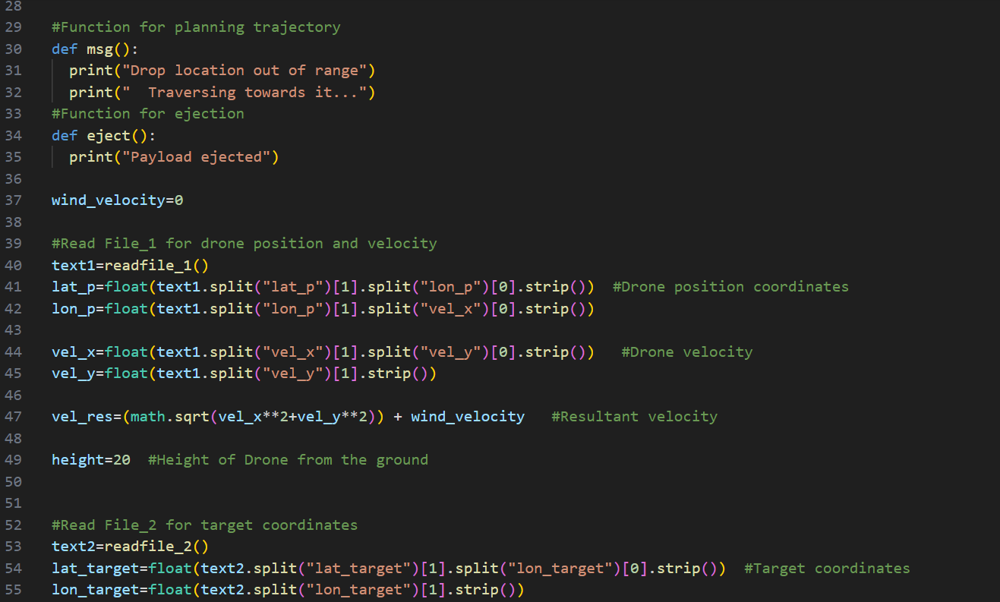 28
29 #Function for planning trajectory
30 def msg():
31   print("Drop location out of range")
32   print("  Traversing towards it...")
33 #Function for ejection
34 def eject():
35   print("Payload ejected")
36
37 wind_velocity=0
38
39 #Read File_1 for drone position and velocity
40 text1=readfile_1()
41 lat_p=float(text1.split("lat_p")[1].split("lon_p")[0].strip())  #Drone position coordinates
42 lon_p=float(text1.split("lon_p")[1].split("vel_x")[0].strip())
43
44 vel_x=float(text1.split("vel_x")[1].split("vel_y")[0].strip())   #Drone velocity
45 vel_y=float(text1.split("vel_y")[1].strip())
46
47 vel_res=(math.sqrt(vel_x**2+vel_y**2)) + wind_velocity   #Resultant velocity
48
49 height=20  #Height of Drone from the ground
50
51
52 #Read File_2 for target coordinates
53 text2=readfile_2()
54 lat_target=float(text2.split("lat_target")[1].split("lon_target")[0].strip())  #Target coordinates
55 lon_target=float(text2.split("lon_target")[1].strip())